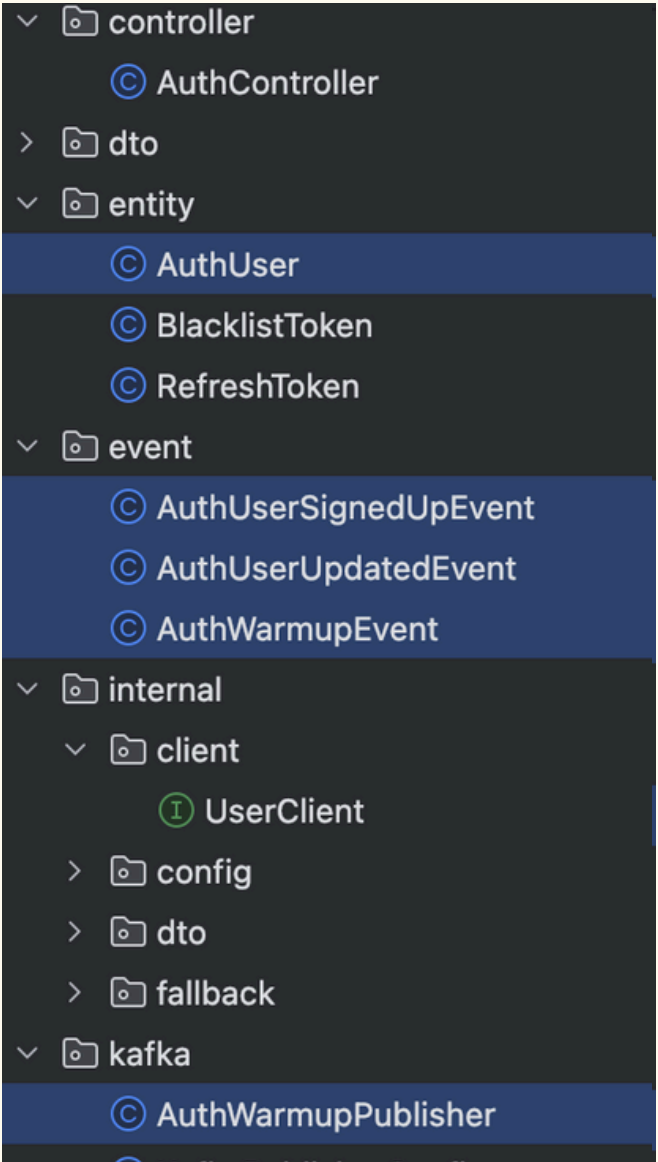 controller
C AuthController
dto
entity
C AuthUser
C BlacklistToken
C RefreshToken
event
C AuthUserSignedUpEvent
C AuthUserUpdatedEvent
C AuthWarmupEvent
internal
client
I UserClient
config
dto
fallback
kafka
C AuthWarmupPublisher